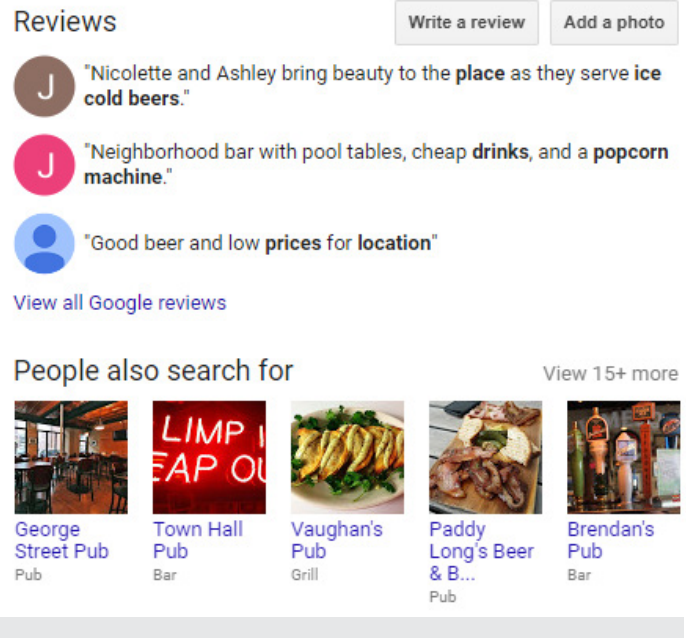 Reviews
Write a review
Add a photo
J
"Nicolette and Ashley bring beauty to the place as they serve ice
cold beers."
J
"Neighborhood bar with pool tables, cheap drinks, and a popcorn
machine."
"Good beer and low prices for location"
View all Google reviews
People also search for
View 15+ more
LIMP
EAP OU
George
Street Pub
Pub
Town Hall
Pub
Bar
Vaughan's
Pub
Grill
Paddy
Long's Beer
& B...
Pub
Brendan's
Pub
Bar